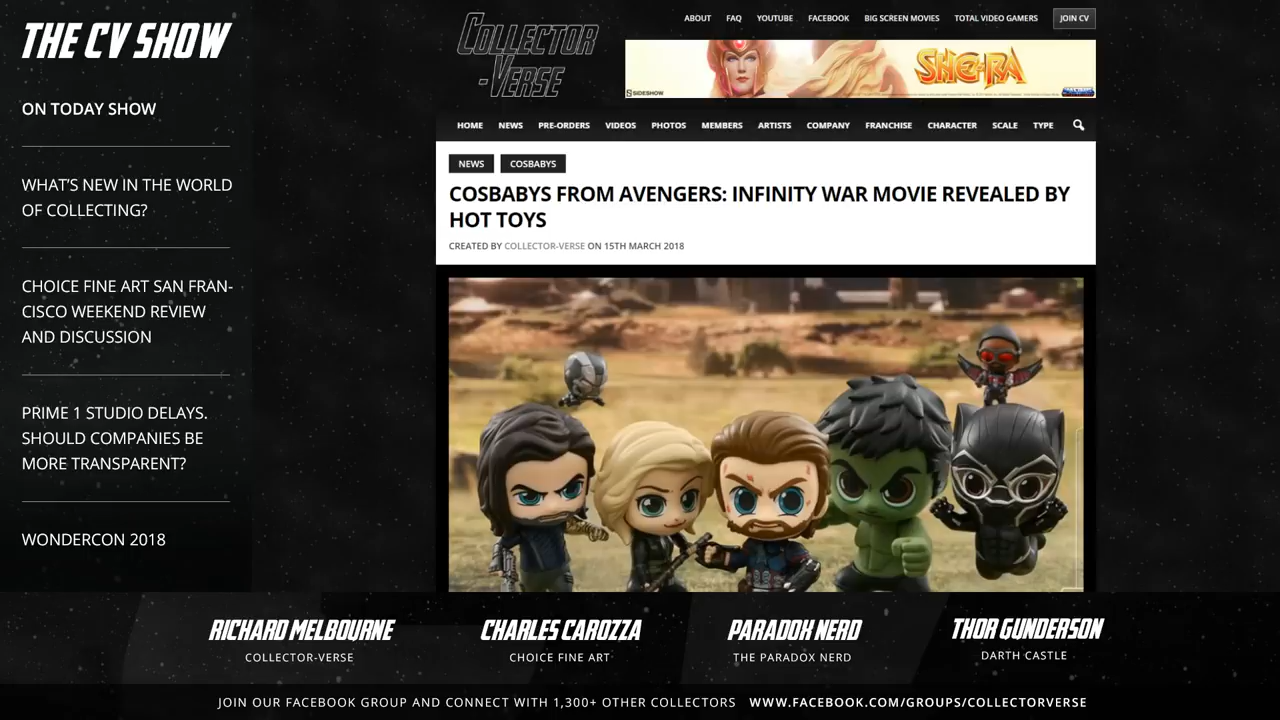 THE CV SHOW
ON TODAY SHOW
WHAT'S NEW IN THE WORLD
OF COLLECTING?
CHOICE FINE ART SAN FRAN-
CISCO WEEKEND REVIEW
AND DISCUSSION
PRIME 1 STUDIO DELAYS.
SHOULD COMPANIES BE
MORE TRANSPARENT?
WONDERCON 2018
COLLECTOR
-VERSE
ABOUT FAQ YOUTUBE FACEBOOK BIG SCREEN MOVIES TOTAL VIDEO GAMERS JOIN CV
SHE-RA
SIDESHOW
HOME NEWS PRE-ORDERS VIDEOS PHOTOS MEMBERS ARTISTS COMPANY FRANCHISE CHARACTER SCALE TYPE
NEWS COSBABYS
COSBABYS FROM AVENGERS: INFINITY WAR MOVIE REVEALED BY
HOT TOYS
CREATED BY COLLECTOR-VERSE ON 15TH MARCH 2018
RICHARD MELBOURNE
COLLECTOR-VERSE
CHARLES CAROZZA
CHOICE FINE ART
PARADOX NERD
THE PARADOX NERD
THOR GUNDERSON
DARTH CASTLE
JOIN OUR FACEBOOK GROUP AND CONNECT WITH 1,300+ OTHER COLLECTORS WWW.FACEBOOK.COM/GROUPS/COLLECTORVERSE